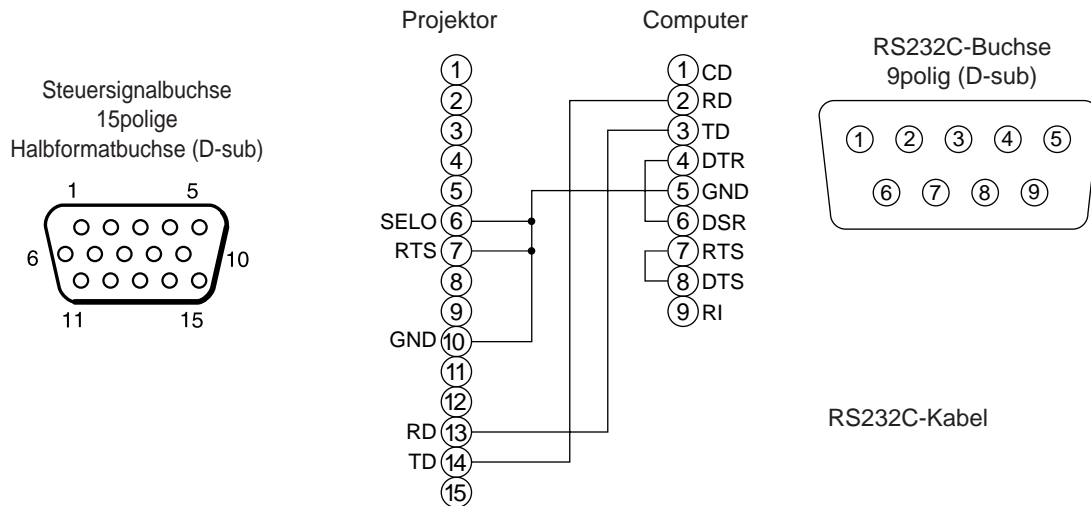 Steuersignalbuchse
15polige
Halbformatbuchse (D-sub)
1 5
6 10
11 15
Projektor
1
2
3
4
5
SELO 6
RTS 7
8
9
GND 10
11
12
RD 13
TD 14
15
Computer
1 CD
2 RD
3 TD
4 DTR
5 GND
6 DSR
7 RTS
8 DTS
9 RI
RS232C-Buchse
9polig (D-sub)
1 2 3 4 5
6 7 8 9
RS232C-Kabel